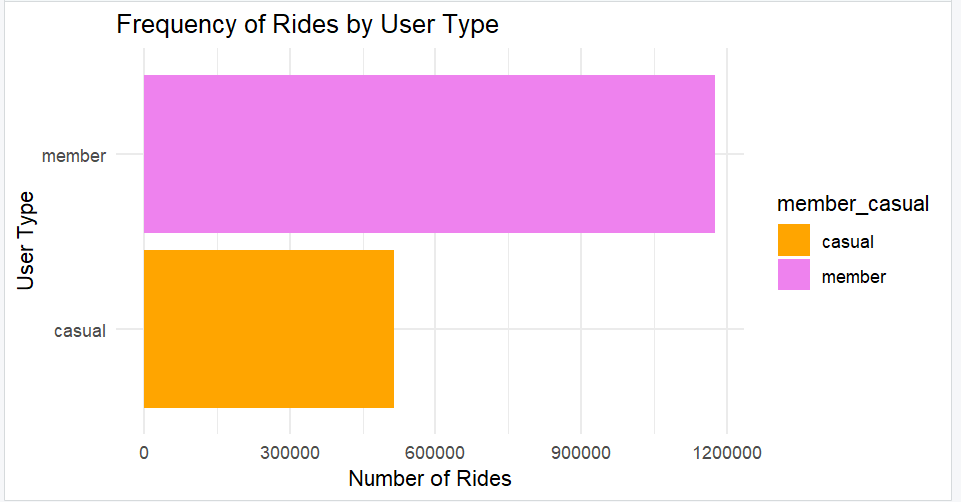 Frequency of Rides by User Type
member
casual
User Type
0 300000 600000 900000 1200000
Number of Rides
member_casual
casual
member